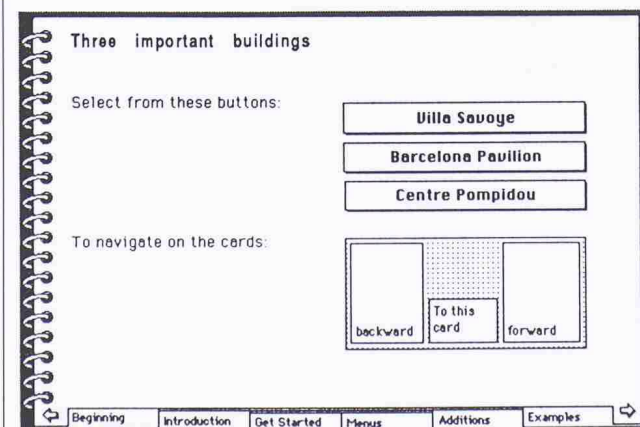 Three important buildings
Select from these buttons:
Villa Savoye
Barcelona Pavilion
Centre Pompidou
To navigate on the cards:
backward
To this
card
forward
Beginning
Introduction
Get Started
Menus
Additions
Examples